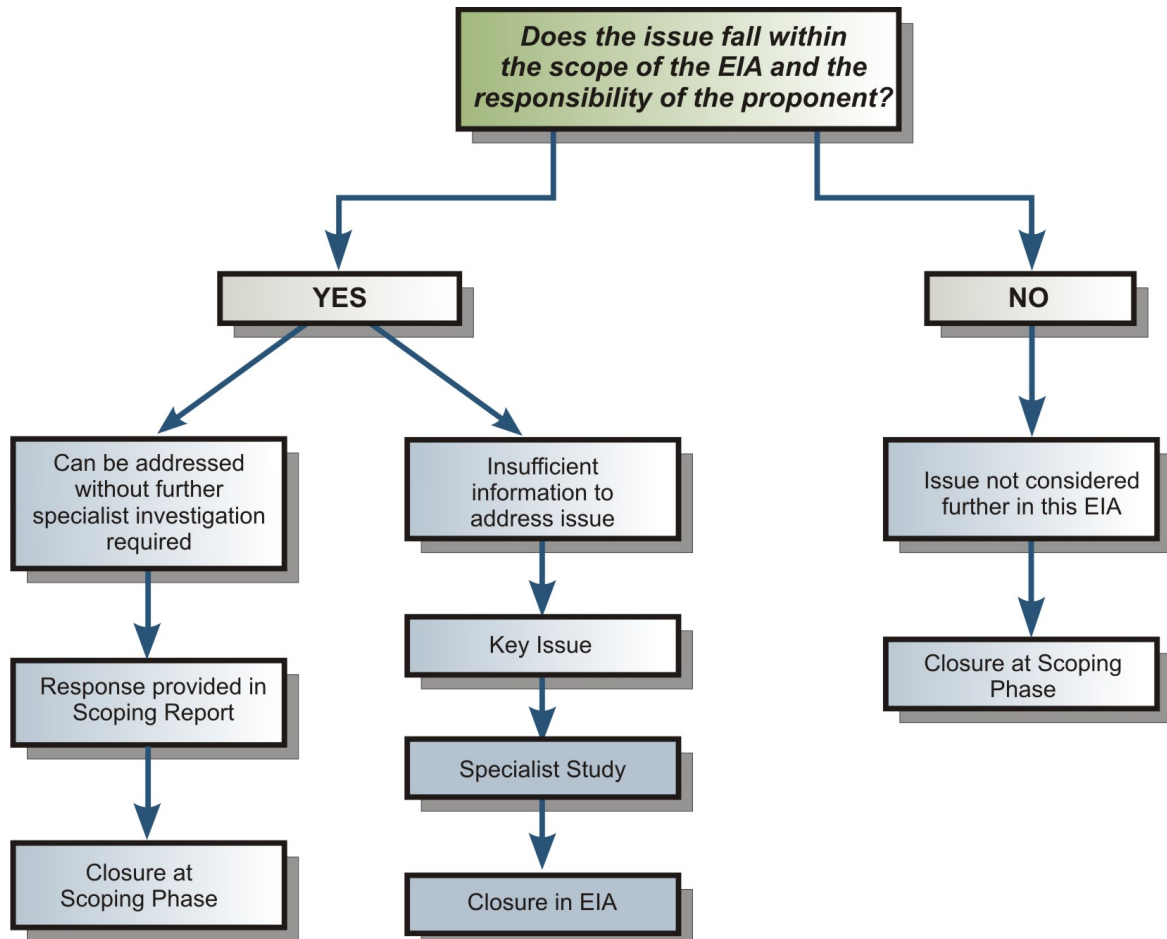 Does the issue fall within
the scope of the EIA and the
responsibility of the proponent?
YES
NO
Can be addressed
without further
specialist investigation
required
Insufficient
information to
address issue
Issue not considered
further in this EIA
Key Issue
Closure at Scoping
Phase
Response provided in
Scoping Report
Specialist Study
Closure at
Scoping Phase
Closure in EIA